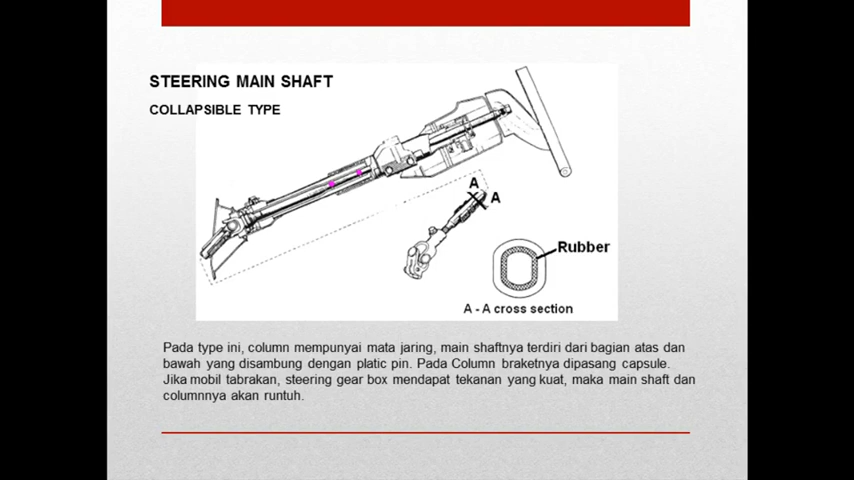 STEERING MAIN SHAFT
COLLAPSIBLE TYPE
A
A
Rubber
A - A cross section
Pada type ini, column mempunyai mata jaring, main shaftnya terdiri dari bagian atas dan
bawah yang disambung dengan platic pin. Pada Column braketnya dipasang capsule.
Jika mobil tabrakan, steering gear box mendapat tekanan yang kuat, maka main shaft dan
columnnya akan runtuh.